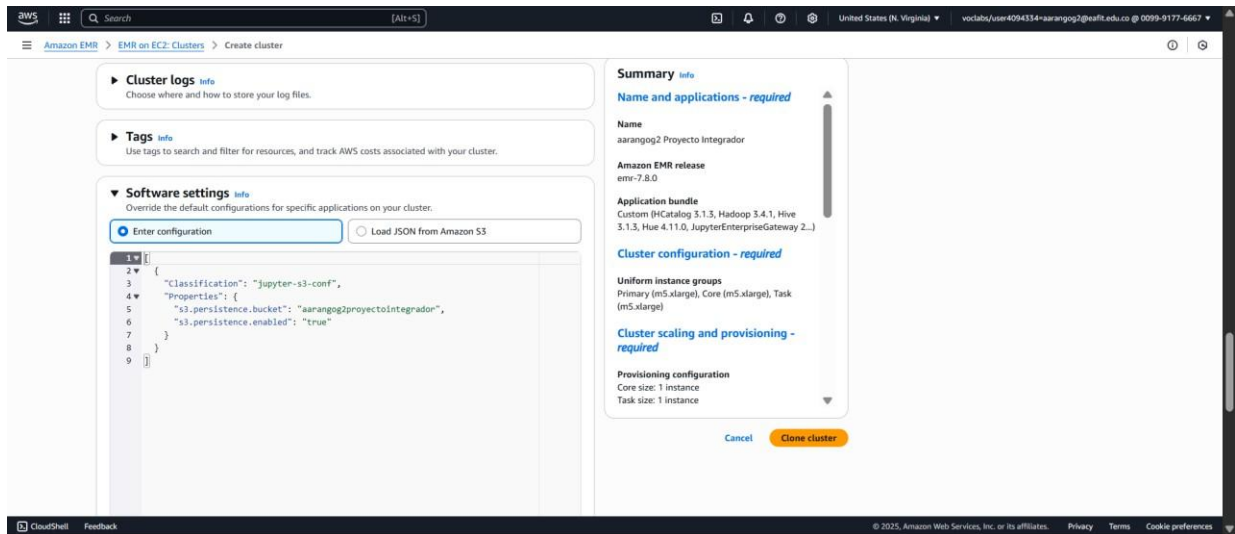 aws
Search
[Alt+S]
United States (N. Virginia)
voclabs/user4094334=aarangog2@eafit.edu.co @ 0099-9177-6667
Amazon EMR > EMR on EC2: Clusters > Create cluster
Cluster logs Info
Choose where and how to store your log files.
Tags Info
Use tags to search and filter for resources, and track AWS costs associated with your cluster.
Software settings Info
Override the default configurations for specific applications on your cluster.
Enter configuration
Load JSON from Amazon S3
1 [
2 {
3 "Classification": "jupyter-s3-conf",
4 "Properties": {
5 "s3.persistence.bucket": "aarangog2proyectointegrador",
6 "s3.persistence.enabled": "true"
7 }
8 }
9 ]
Summary Info
Name and applications - required
Name
aarangog2 Proyecto Integrador
Amazon EMR release
emr-7.8.0
Application bundle
Custom (HCatalog 3.1.3, Hadoop 3.4.1, Hive
3.1.3, Hue 4.11.0, JupyterEnterpriseGateway 2...)
Cluster configuration - required
Uniform instance groups
Primary (m5.xlarge), Core (m5.xlarge), Task
(m5.xlarge)
Cluster scaling and provisioning -
required
Provisioning configuration
Core size: 1 instance
Task size: 1 instance
Cancel
Clone cluster
CloudShell
Feedback
© 2025, Amazon Web Services, Inc. or its affiliates.
Privacy
Terms
Cookie preferences